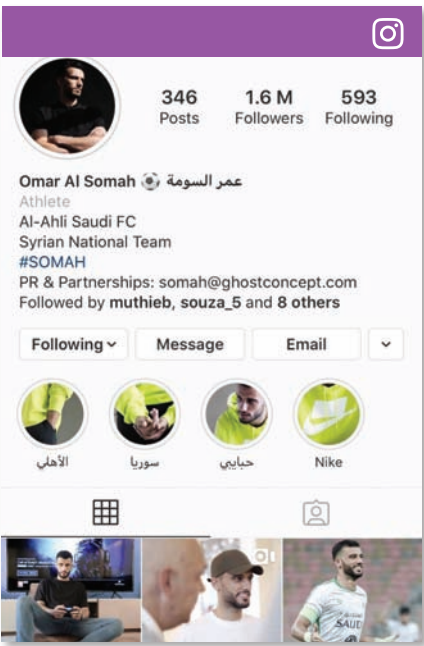 346 1.6 M 593
Posts Followers Following
Omar Al Somah ⚽ عمر السومة
Athlete
Al-Ahli Saudi FC
Syrian National Team
#SOMAH
PR & Partnerships: somah@ghostconcept.com
Followed by muthieb, souza_5 and 8 others
Following Message Email
الأهلي سوريا حبايبي Nike
SAUDI